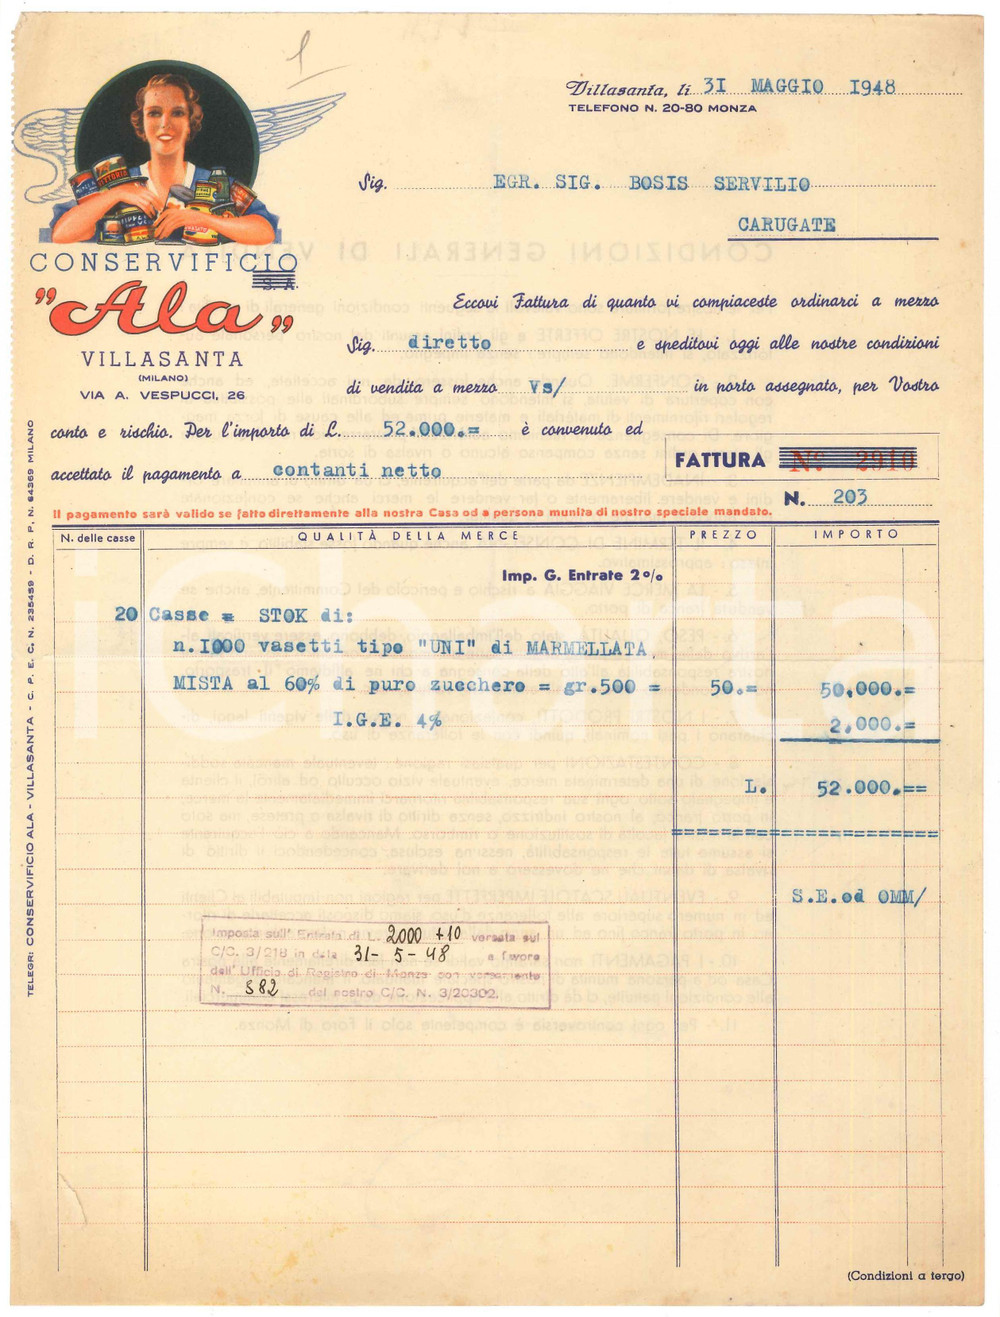 1
Villasanta, li 31 MAGGIO 1948
TELEFONO N. 20-80 MONZA
Sig. EGR. SIG. BOSIS SERVILIO
CARUGATE
CONSERVIFICIO
S. A.
"Ala"
VILLASANTA
(MILANO)
VIA A. VESPUCCI, 26
Eccovi Fattura di quanto vi compiaceste ordinarci a mezzo
Sig. diretto e speditovi oggi alle nostre condizioni
di vendita a mezzo Vs/ in porto assegnato, per Vostro
conto e rischio. Per l'importo di L. 52.000.= è convenuto ed
accettato il pagamento a contanti netto
FATTURA Nº 2910
N. 203
Il pagamento sarà valido se fatto direttamente alla nostra Casa od a persona munita di nostro speciale mandato.
N. delle casse QUALITÀ DELLA MERCE PREZZO IMPORTO
Imp. G. Entrate 2%
20 Casse = STOK di:
n.I000 vasetti tipo "UNI" di MARMELLATA
MISTA al 60% di puro zucchero = gr.500 = 50.= 50.000.=
I.G.E. 4% 2.000.=
L. 52.000.==
S.E.od OMM/
Imposta sull' Entrata di L. 2000 +10 versata sul
C/C. 3/218 in data 31-5-48 a favore
dell' Ufficio di Registro di Monza con versamento
N. 582 del nostro C/C. N. 3/20302.
TELEGR: CONSERVIFICIO ALA - VILLASANTA - C. P. E. C. N. 235459 - D. R. P. N. 64369 MILANO
(Condizioni a tergo)
iCharta